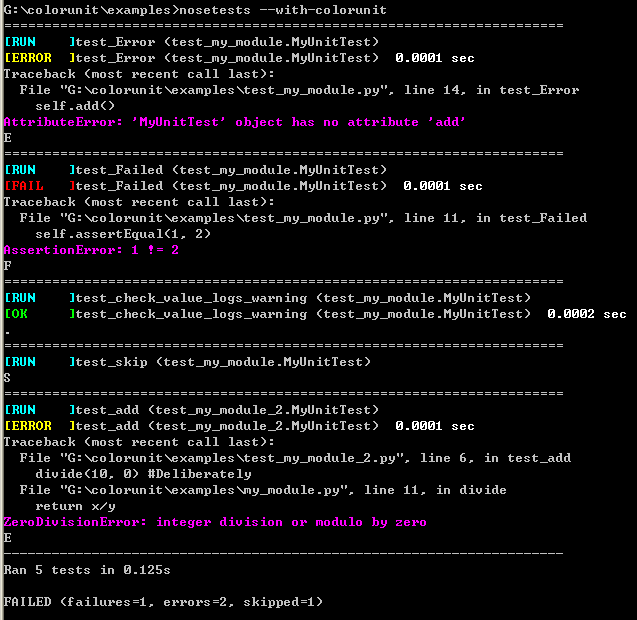 G:\colorunit\examples>nosetests --with-colorunit
======================================================================
[RUN    ]test_Error (test_my_module.MyUnitTest)
[ERROR  ]test_Error (test_my_module.MyUnitTest)  0.0001 sec
Traceback (most recent call last):
  File "G:\colorunit\examples\test_my_module.py", line 14, in test_Error
    self.add()
AttributeError: 'MyUnitTest' object has no attribute 'add'
E
======================================================================
[RUN    ]test_Failed (test_my_module.MyUnitTest)
[FAIL   ]test_Failed (test_my_module.MyUnitTest)  0.0001 sec
Traceback (most recent call last):
  File "G:\colorunit\examples\test_my_module.py", line 11, in test_Failed
    self.assertEqual(1, 2)
AssertionError: 1 != 2
F
======================================================================
[RUN    ]test_check_value_logs_warning (test_my_module.MyUnitTest)
[OK     ]test_check_value_logs_warning (test_my_module.MyUnitTest)  0.0002 sec
.
======================================================================
[RUN    ]test_skip (test_my_module.MyUnitTest)
S
======================================================================
[RUN    ]test_add (test_my_module_2.MyUnitTest)
[ERROR  ]test_add (test_my_module_2.MyUnitTest)  0.0001 sec
Traceback (most recent call last):
  File "G:\colorunit\examples\test_my_module_2.py", line 6, in test_add
    divide(10, 0) #Deliberately
  File "G:\colorunit\examples\my_module.py", line 11, in divide
    return x/y
ZeroDivisionError: integer division or modulo by zero
E
----------------------------------------------------------------------
Ran 5 tests in 0.125s

FAILED (failures=1, errors=2, skipped=1)